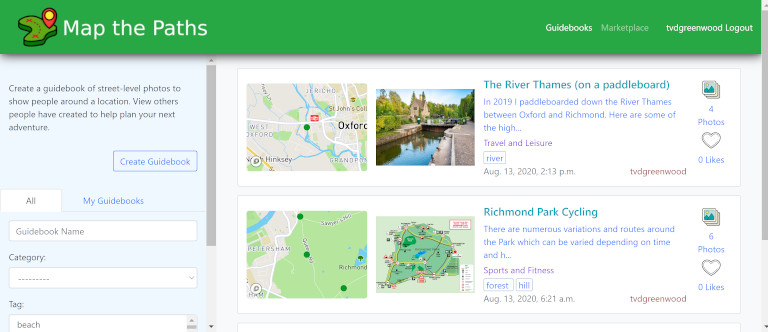 Map the Paths
Guidebooks Marketplace tvdgreenwood Logout
Create a guidebook of street-level photos to
show people around a location. View others
people have created to help plan your next
adventure.
Create Guidebook
All My Guidebooks
Guidebook Name
Category:
---------
Tag:
beach
JERICHO
St John's Coll
WEST
OXFORD
Oxford
Hinksey
GRANDPON
The River Thames (on a paddleboard)
In 2019 I paddleboarded down the River Thames
between Oxford and Richmond. Here are some of
the high...
Travel and Leisure
river
Aug. 13, 2020, 2:13 p.m. tvdgreenwood
4
Photos
0 Likes
Sawyer's Hill
PETERSHAM
Richmond
Richmond Park Cycling
There are numerous variations and routes around
the Park which can be varied depending on time
and h...
Sports and Fitness
forest hill
Aug. 13, 2020, 6:21 a.m. tvdgreenwood
6
Photos
0 Likes